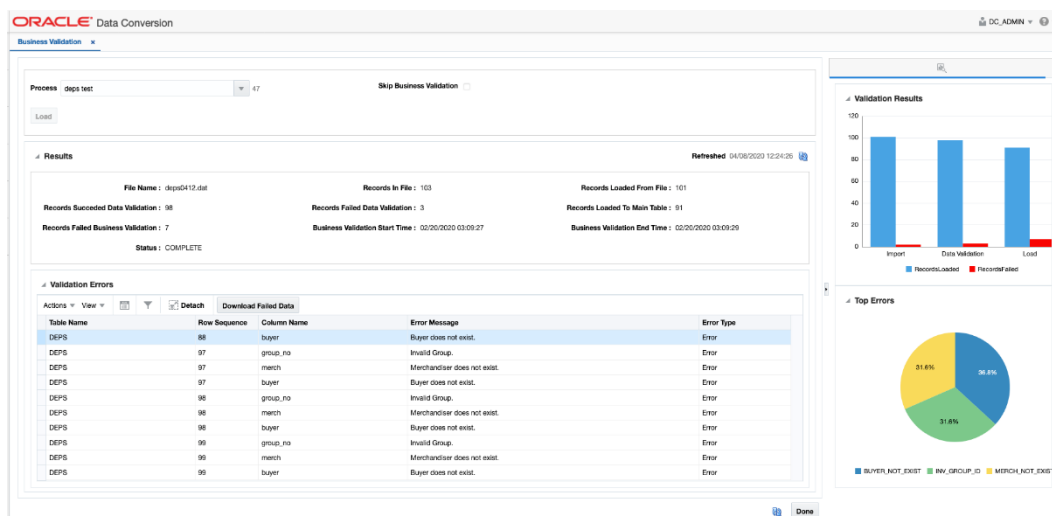 ORACLE® Data Conversion
DC_ADMIN
Business Validation x
Process deps test 47 Skip Business Validation
Load
Results Refreshed 04/06/2020 12:24:26
File Name : deps0412.dat Records In File : 103 Records Loaded From File : 101
Records Succeded Data Validation : 98 Records Failed Data Validation : 3 Records Loaded To Main Table : 91
Records Failed Business Validation : 7 Business Validation Start Time : 02/20/2020 03:09:27 Business Validation End Time : 02/20/2020 03:09:29
Status : COMPLETE
Validation Errors
Actions View Detach Download Failed Data
Table Name Row Sequence Column Name Error Message Error Type
DEPS 88 buyer Buyer does not exist. Error
DEPS 97 group_no Invalid Group. Error
DEPS 97 merch Merchandiser does not exist. Error
DEPS 97 buyer Buyer does not exist. Error
DEPS 98 group_no Invalid Group. Error
DEPS 98 merch Merchandiser does not exist. Error
DEPS 98 buyer Buyer does not exist. Error
DEPS 99 group_no Invalid Group. Error
DEPS 99 merch Merchandiser does not exist. Error
DEPS 99 buyer Buyer does not exist. Error
Done
Validation Results
120
100
80
60
40
20
0
Import Data Validation Load
RecordsLoaded RecordsFailed
Top Errors
31.6% 36.8%
31.6%
BUYER_NOT_EXIST INV_GROUP_ID MERCH_NOT_EXIST